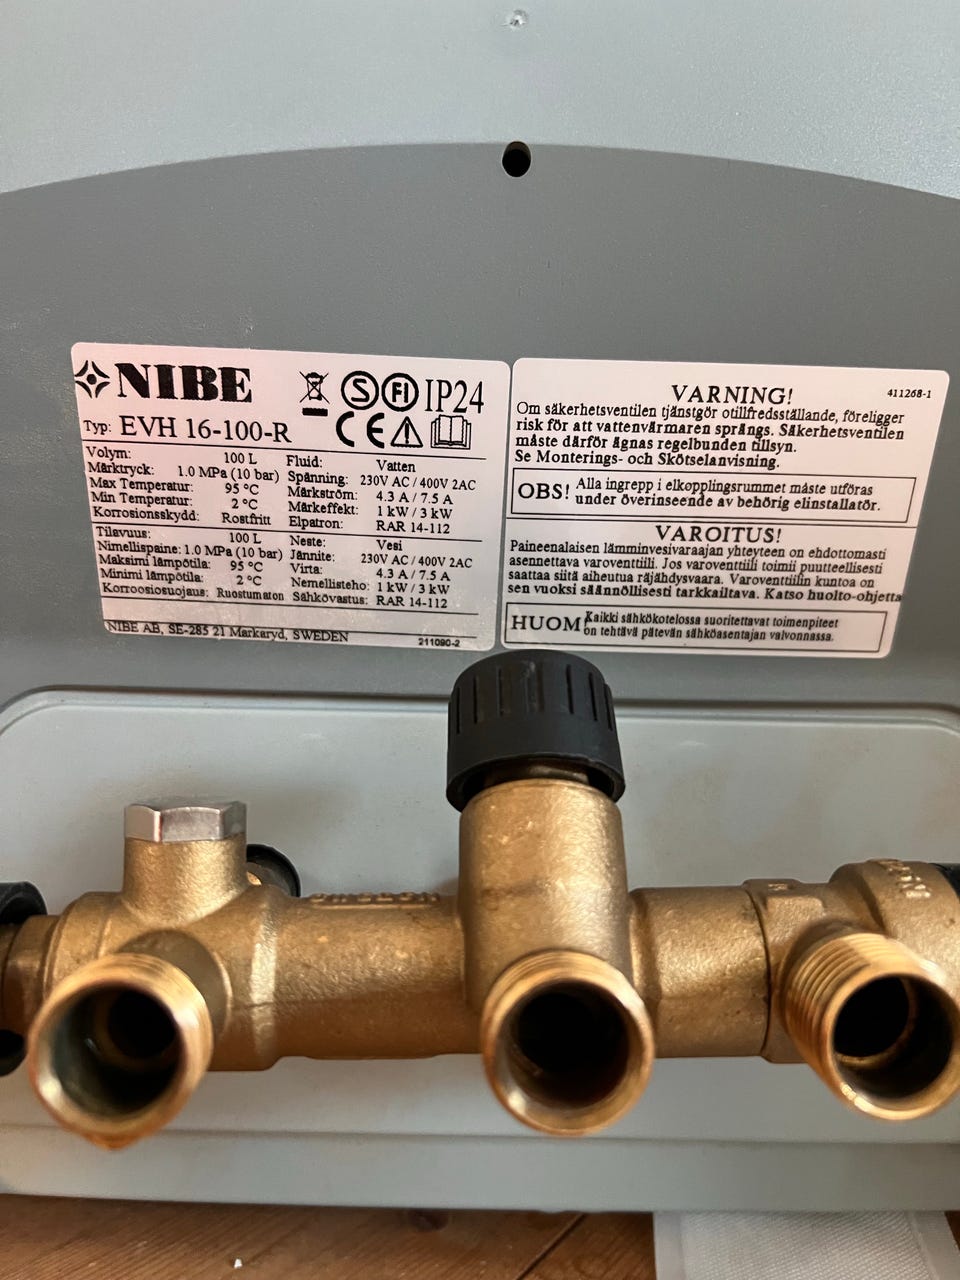 NIBE
S FI IP24
CE
Typ: EVH 16-100-R
Volym: 100 L
Märktryck: 1.0 MPa (10 bar)
Max Temperatur: 95 °C
Min Temperatur: 2 °C
Korrosionsskydd: Rostfritt
Fluid: Vatten
Spänning: 230V AC / 400V 2AC
Märkström: 4.3 A / 7.5 A
Märkeffekt: 1 kW / 3 kW
Elpatron: RAR 14-112
Tilavuus: 100 L
Nimellispaine: 1.0 MPa (10 bar)
Maksimi lämpötila: 95 °C
Minimi lämpötila: 2 °C
Korroosiosuojaus: Ruostumaton
Neste: Vesi
Jännite: 230V AC / 400V 2AC
Virta: 4.3 A / 7.5 A
Nemellisteho: 1 kW / 3 kW
Sähkövastus: RAR 14-112
NIBE AB, SE-285 21 Markaryd, SWEDEN
211090-2
VARNING!
411268-1
Om säkerhetsventilen tjänstgör otillfredsställande, föreligger
risk för att vattenvärmaren sprängs. Säkerhetsventilen
måste därför ägnas regelbunden tillsyn.
Se Monterings- och Skötselanvisning.
OBS! Alla ingrepp i elkopplingsrummet måste utföras
under överinseende av behörig elinstallatör.
VAROITUS!
Paineenalaisen lämminvesivaraajan yhteyteen on ehdottomasti
asennettava varoventtiili. Jos varoventtiili toimii puutteellisesti
saattaa siitä aiheutua räjähdysvaara. Varoventtiilin kuntoa on
sen vuoksi säännöllisesti tarkkailtava. Katso huolto-ohjetta
HUOM! Kaikki sähkökotelossa suoritettavat toimenpiteet
on tehtävä pätevän sähköasentajan valvonnassa.